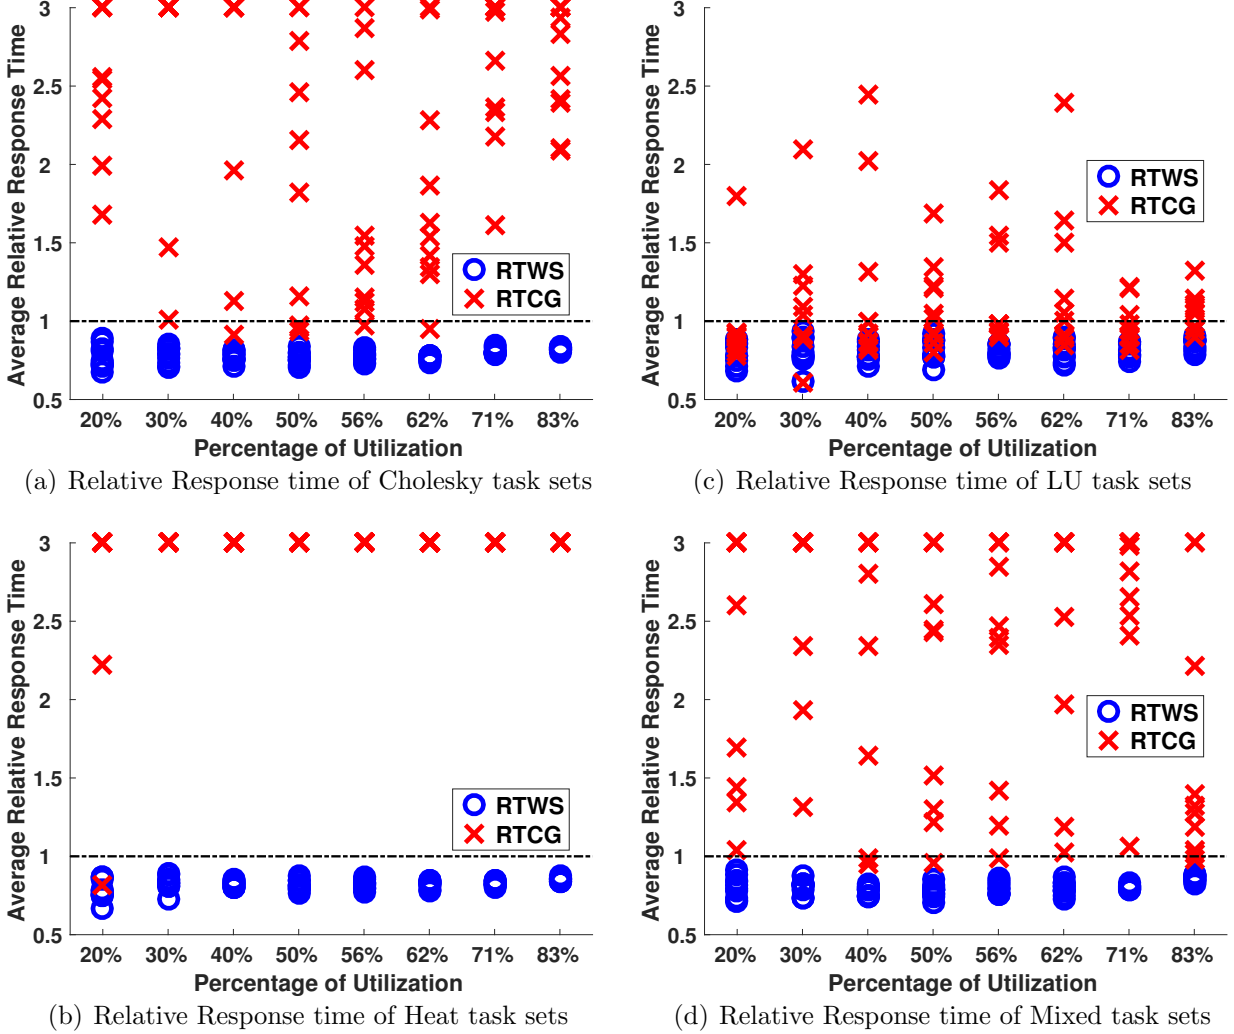 3
2.5
2
1.5
1
0.5
Average Relative Response Time
20% 30% 40% 50% 56% 62% 71% 83%
Percentage of Utilization
RTWS
RTCG
(a) Relative Response time of Cholesky task sets
3
2.5
2
1.5
1
0.5
Average Relative Response Time
20% 30% 40% 50% 56% 62% 71% 83%
Percentage of Utilization
RTWS
RTCG
(c) Relative Response time of LU task sets
3
2.5
2
1.5
1
0.5
Average Relative Response Time
20% 30% 40% 50% 56% 62% 71% 83%
Percentage of Utilization
RTWS
RTCG
(b) Relative Response time of Heat task sets
3
2.5
2
1.5
1
0.5
Average Relative Response Time
20% 30% 40% 50% 56% 62% 71% 83%
Percentage of Utilization
RTWS
RTCG
(d) Relative Response time of Mixed task sets